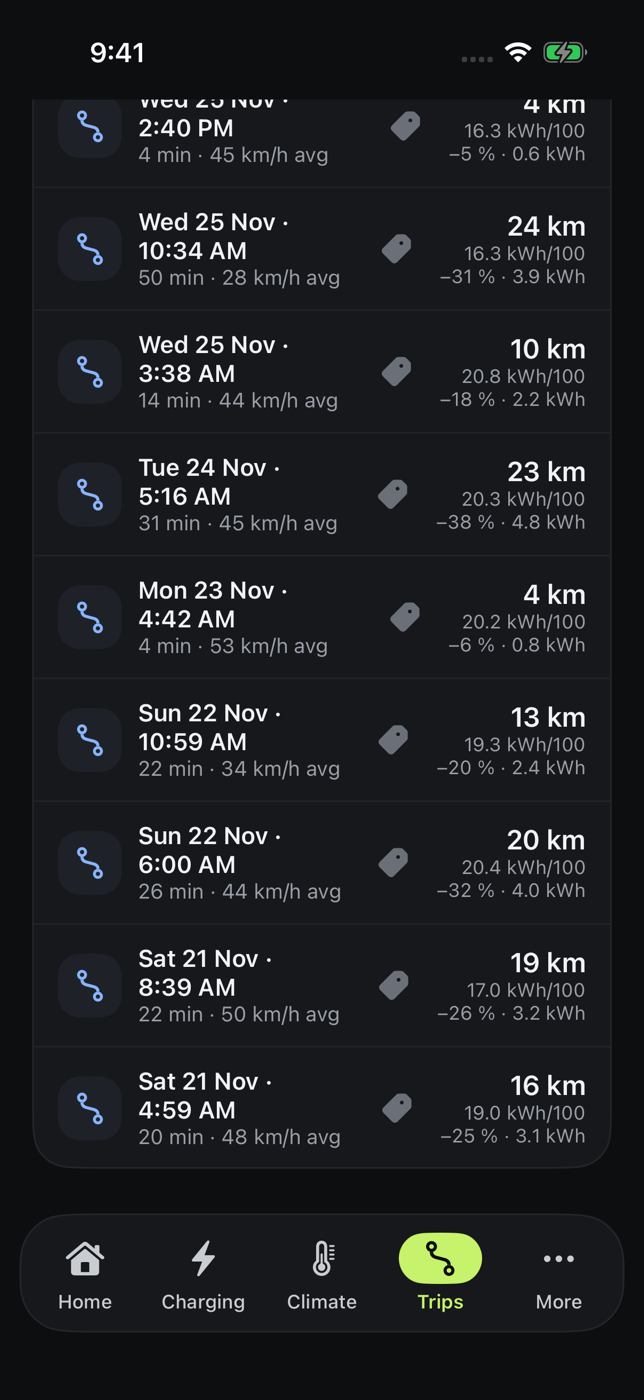 9:41
Wed 25 Nov ·
2:40 PM
4 min · 45 km/h avg
4 km
16.3 kWh/100
−5 % · 0.6 kWh
Wed 25 Nov ·
10:34 AM
50 min · 28 km/h avg
24 km
16.3 kWh/100
−31 % · 3.9 kWh
Wed 25 Nov ·
3:38 AM
14 min · 44 km/h avg
10 km
20.8 kWh/100
−18 % · 2.2 kWh
Tue 24 Nov ·
5:16 AM
31 min · 45 km/h avg
23 km
20.3 kWh/100
−38 % · 4.8 kWh
Mon 23 Nov ·
4:42 AM
4 min · 53 km/h avg
4 km
20.2 kWh/100
−6 % · 0.8 kWh
Sun 22 Nov ·
10:59 AM
22 min · 34 km/h avg
13 km
19.3 kWh/100
−20 % · 2.4 kWh
Sun 22 Nov ·
6:00 AM
26 min · 44 km/h avg
20 km
20.4 kWh/100
−32 % · 4.0 kWh
Sat 21 Nov ·
8:39 AM
22 min · 50 km/h avg
19 km
17.0 kWh/100
−26 % · 3.2 kWh
Sat 21 Nov ·
4:59 AM
20 min · 48 km/h avg
16 km
19.0 kWh/100
−25 % · 3.1 kWh
Home
Charging
Climate
Trips
More